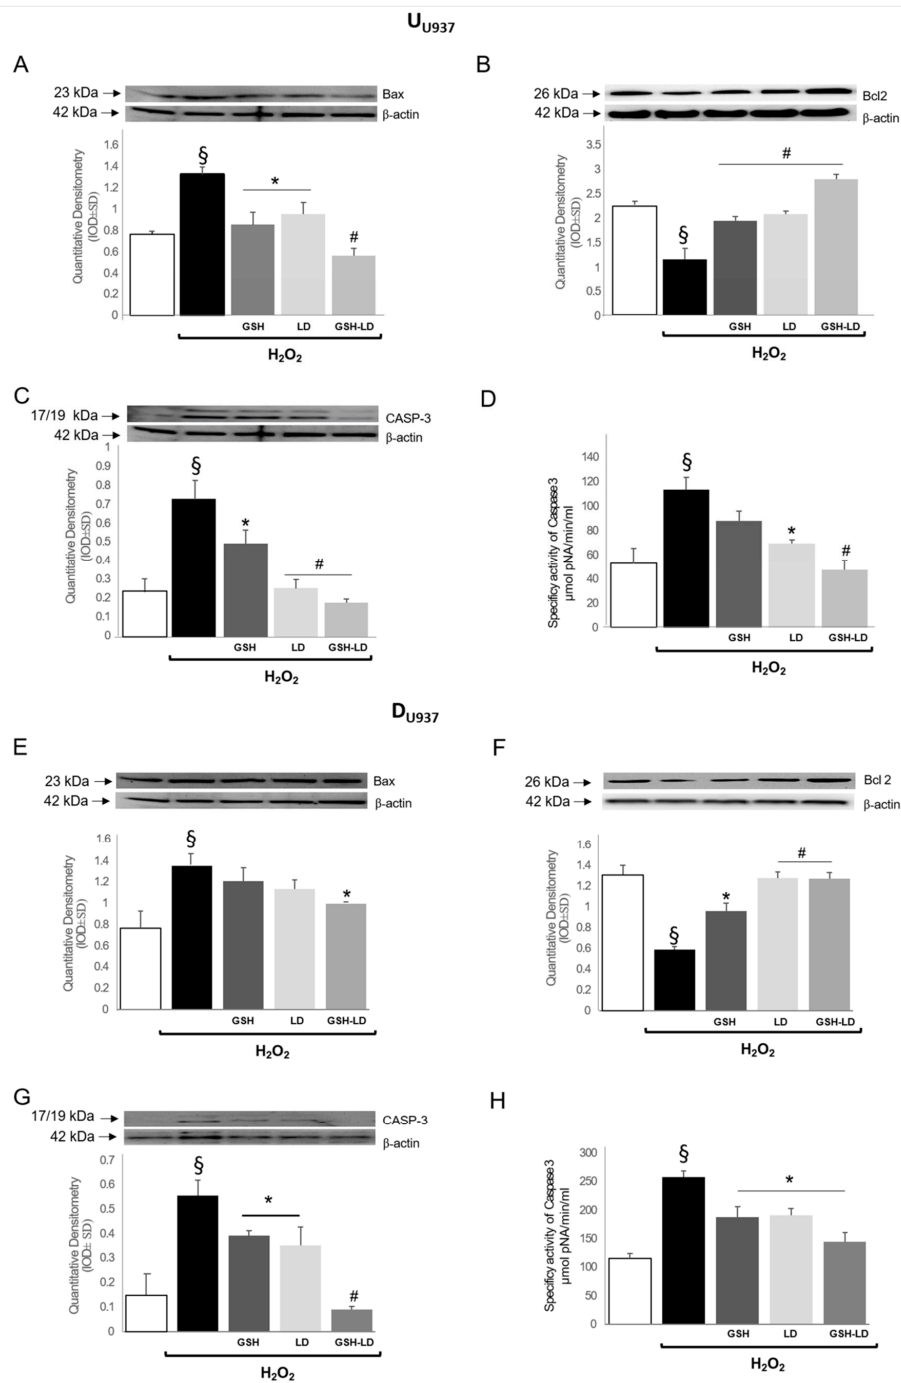 U U937
A
23 kDa
Bax
42 kDa
β-actin
Quantitative Densitometry
(IOD±SD)
1.6
1.4
1.2
1
0.8
0.6
0.4
0.2
0
§
*
#
GSH LD GSH-LD
H2O2
B
26 kDa
Bcl2
42 kDa
β-actin
Quantitative Densitometry
(IOD±SD)
3.5
3
2.5
2
1.5
1
0.5
0
§
#
GSH LD GSH-LD
H2O2
C
17/19 kDa
CASP-3
42 kDa
β-actin
Quantitative Densitometry
(IOD±SD)
1
0.9
0.8
0.7
0.6
0.5
0.4
0.3
0.2
0.1
0
§
*
#
GSH LD GSH-LD
H2O2
D
Specificy activity of Caspase 3
µmol pNA/min/ml
140
120
100
80
60
40
20
0
§
*
#
GSH LD GSH-LD
H2O2
D U937
E
23 kDa
Bax
42 kDa
β-actin
Quantitative Densitometry
(IOD±SD)
1.6
1.4
1.2
1
0.8
0.6
0.4
0.2
0
§
*
GSH LD GSH-LD
H2O2
F
26 kDa
Bcl 2
42 kDa
β-actin
Quantitative Densitometry
(IOD±SD)
1.6
1.4
1.2
1
0.8
0.6
0.4
0.2
0
§
*
#
GSH LD GSH-LD
H2O2
G
17/19 kDa
CASP-3
42 kDa
β-actin
Quantitative Densitometry
(IOD± SD)
0.7
0.6
0.5
0.4
0.3
0.2
0.1
0
§
*
#
GSH LD GSH-LD
H2O2
H
Specificy activity of Caspase 3
µmol pNA/min/ml
300
250
200
150
100
50
0
§
*
GSH LD GSH-LD
H2O2